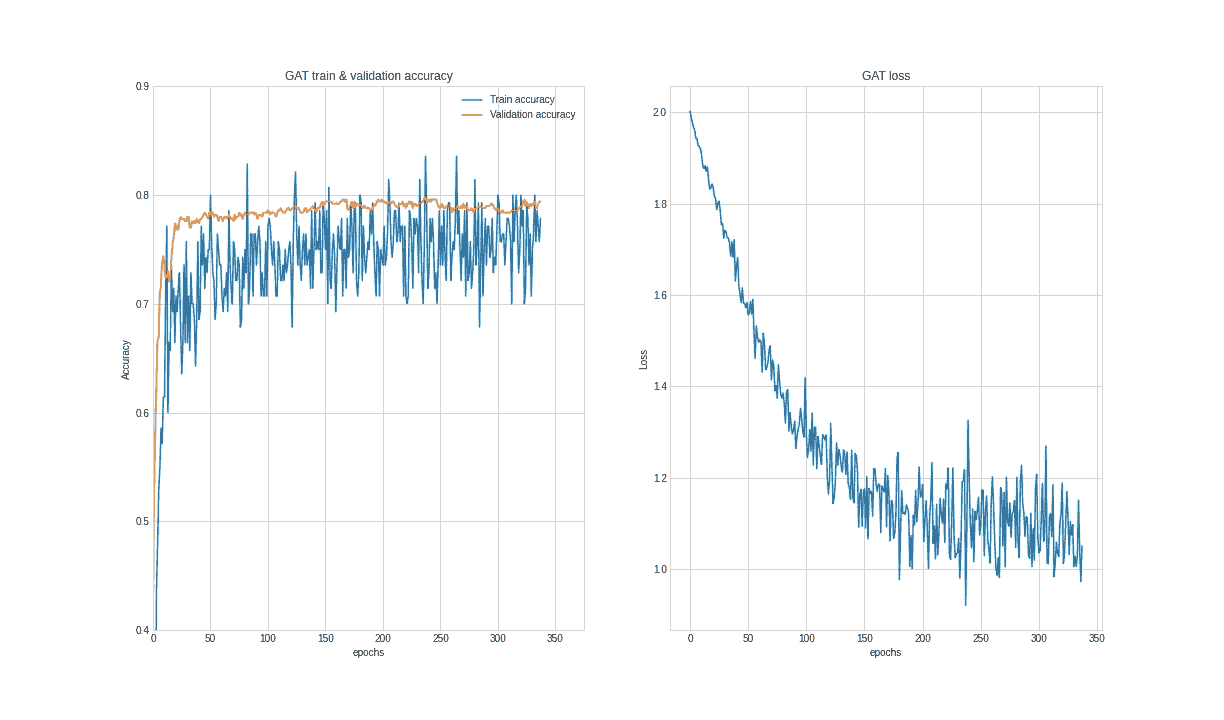 GAT train & validation accuracy
Train accuracy
Validation accuracy
0.9
0.8
0.7
0.6
0.5
0.4
Accuracy
0 50 100 150 200 250 300 350
epochs
GAT loss
2.0
1.8
1.6
1.4
1.2
1.0
Loss
0 50 100 150 200 250 300 350
epochs